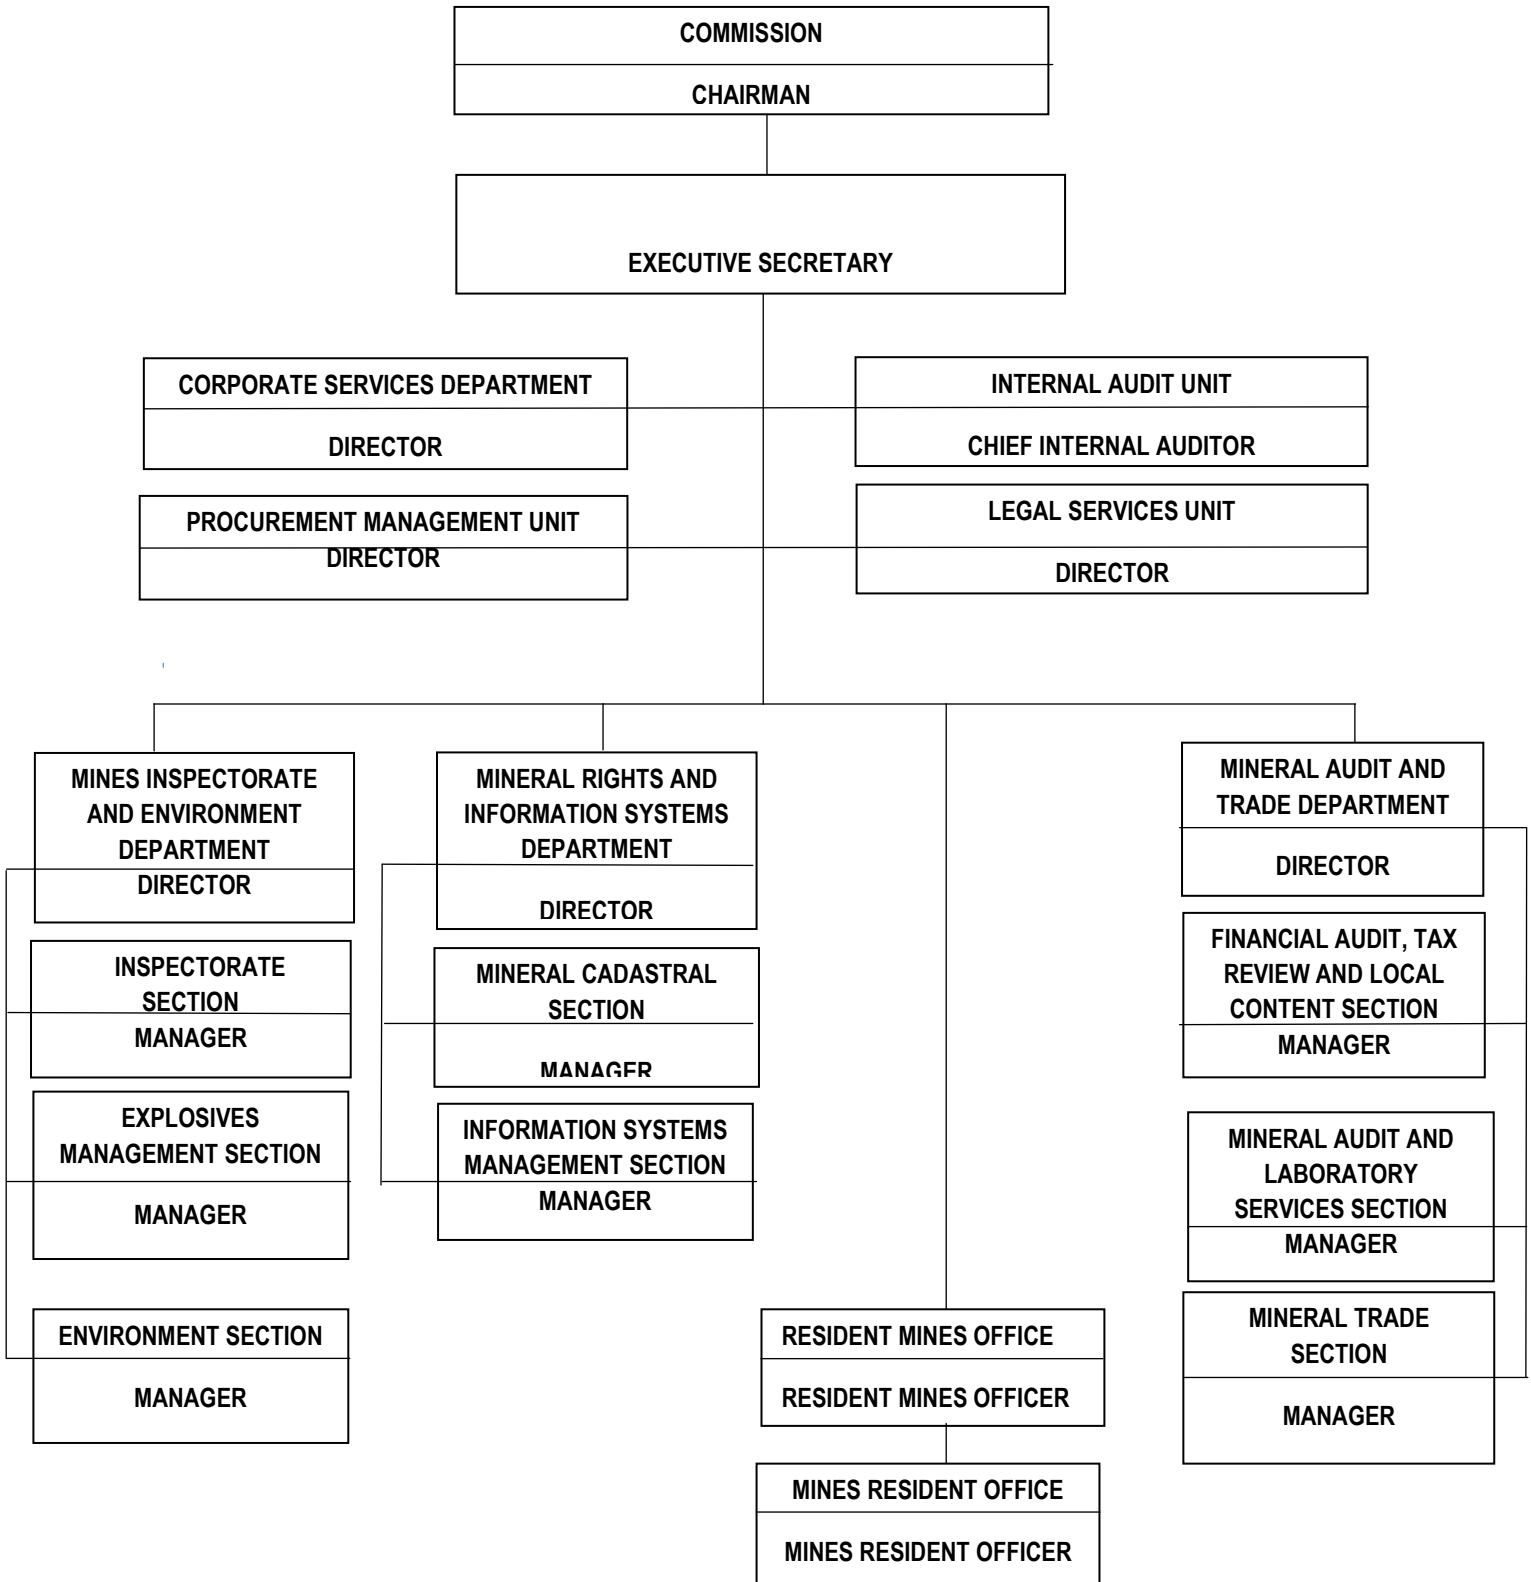 COMMISSION
CHAIRMAN
EXECUTIVE SECRETARY
CORPORATE SERVICES DEPARTMENT
DIRECTOR
INTERNAL AUDIT UNIT
CHIEF INTERNAL AUDITOR
PROCUREMENT MANAGEMENT UNIT
DIRECTOR
LEGAL SERVICES UNIT
DIRECTOR
MINES INSPECTORATE
AND ENVIRONMENT
DEPARTMENT
DIRECTOR
INSPECTORATE
SECTION
MANAGER
EXPLOSIVES
MANAGEMENT SECTION
MANAGER
ENVIRONMENT SECTION
MANAGER
MINERAL RIGHTS AND
INFORMATION SYSTEMS
DEPARTMENT
DIRECTOR
MINERAL CADASTRAL
SECTION
MANAGER
INFORMATION SYSTEMS
MANAGEMENT SECTION
MANAGER
RESIDENT MINES OFFICE
RESIDENT MINES OFFICER
MINES RESIDENT OFFICE
MINES RESIDENT OFFICER
MINERAL AUDIT AND
TRADE DEPARTMENT
DIRECTOR
FINANCIAL AUDIT, TAX
REVIEW AND LOCAL
CONTENT SECTION
MANAGER
MINERAL AUDIT AND
LABORATORY
SERVICES SECTION
MANAGER
MINERAL TRADE
SECTION
MANAGER